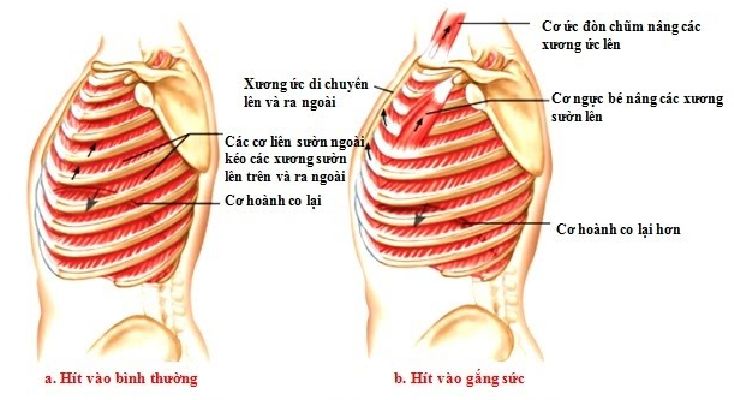 Cơ ức đòn chũm nâng các
xương ức lên
Xương ức di chuyển
lên và ra ngoài
Cơ ngực bé nâng các xương
sườn lên
Các cơ liên sườn ngoài
kéo các xương sườn
lên trên và ra ngoài
Cơ hoành co lại
Cơ hoành co lại hơn
a. Hít vào bình thường
b. Hít vào gắng sức